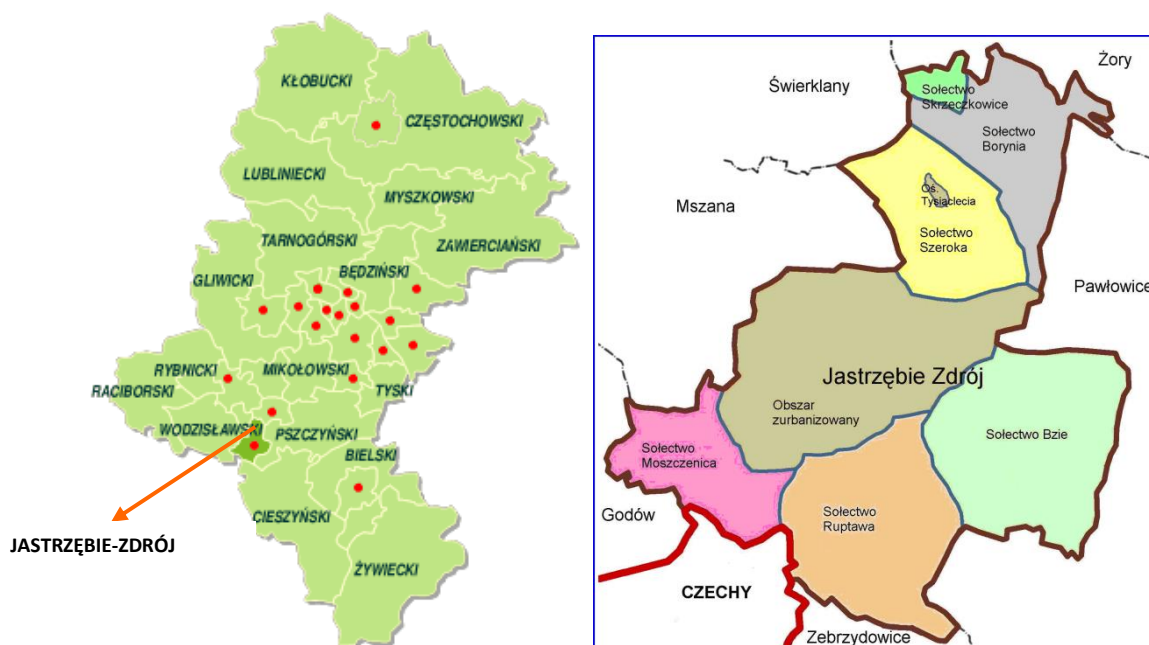 KŁOBUCKI
CZĘSTOCHOWSKI
LUBLINIECKI
MYSZKOWSKI
TARNOGÓRSKI
ZAWIERCIAŃSKI
GLIWICKI
BĘDZIŃSKI
RYBNICKI
MIKOŁOWSKI
RACIBORSKI
TYSKI
WODZISŁAWSKI
PSZCZYŃSKI
BIELSKI
CIESZYŃSKI
JASTRZĘBIE-ZDRÓJ
ŻYWIECKI
Żory
Świerklany
Sołectwo
Skrzeczkowice
Sołectwo
Borynia
Oś.
Tysiąclecia
Mszana
Sołectwo
Szeroka
Pawłowice
Jastrzębie Zdrój
Obszar
zurbanizowany
Sołectwo Bzie
Sołectwo
Moszczenica
Godów
Sołectwo
Ruptawa
CZECHY
Zebrzydowice